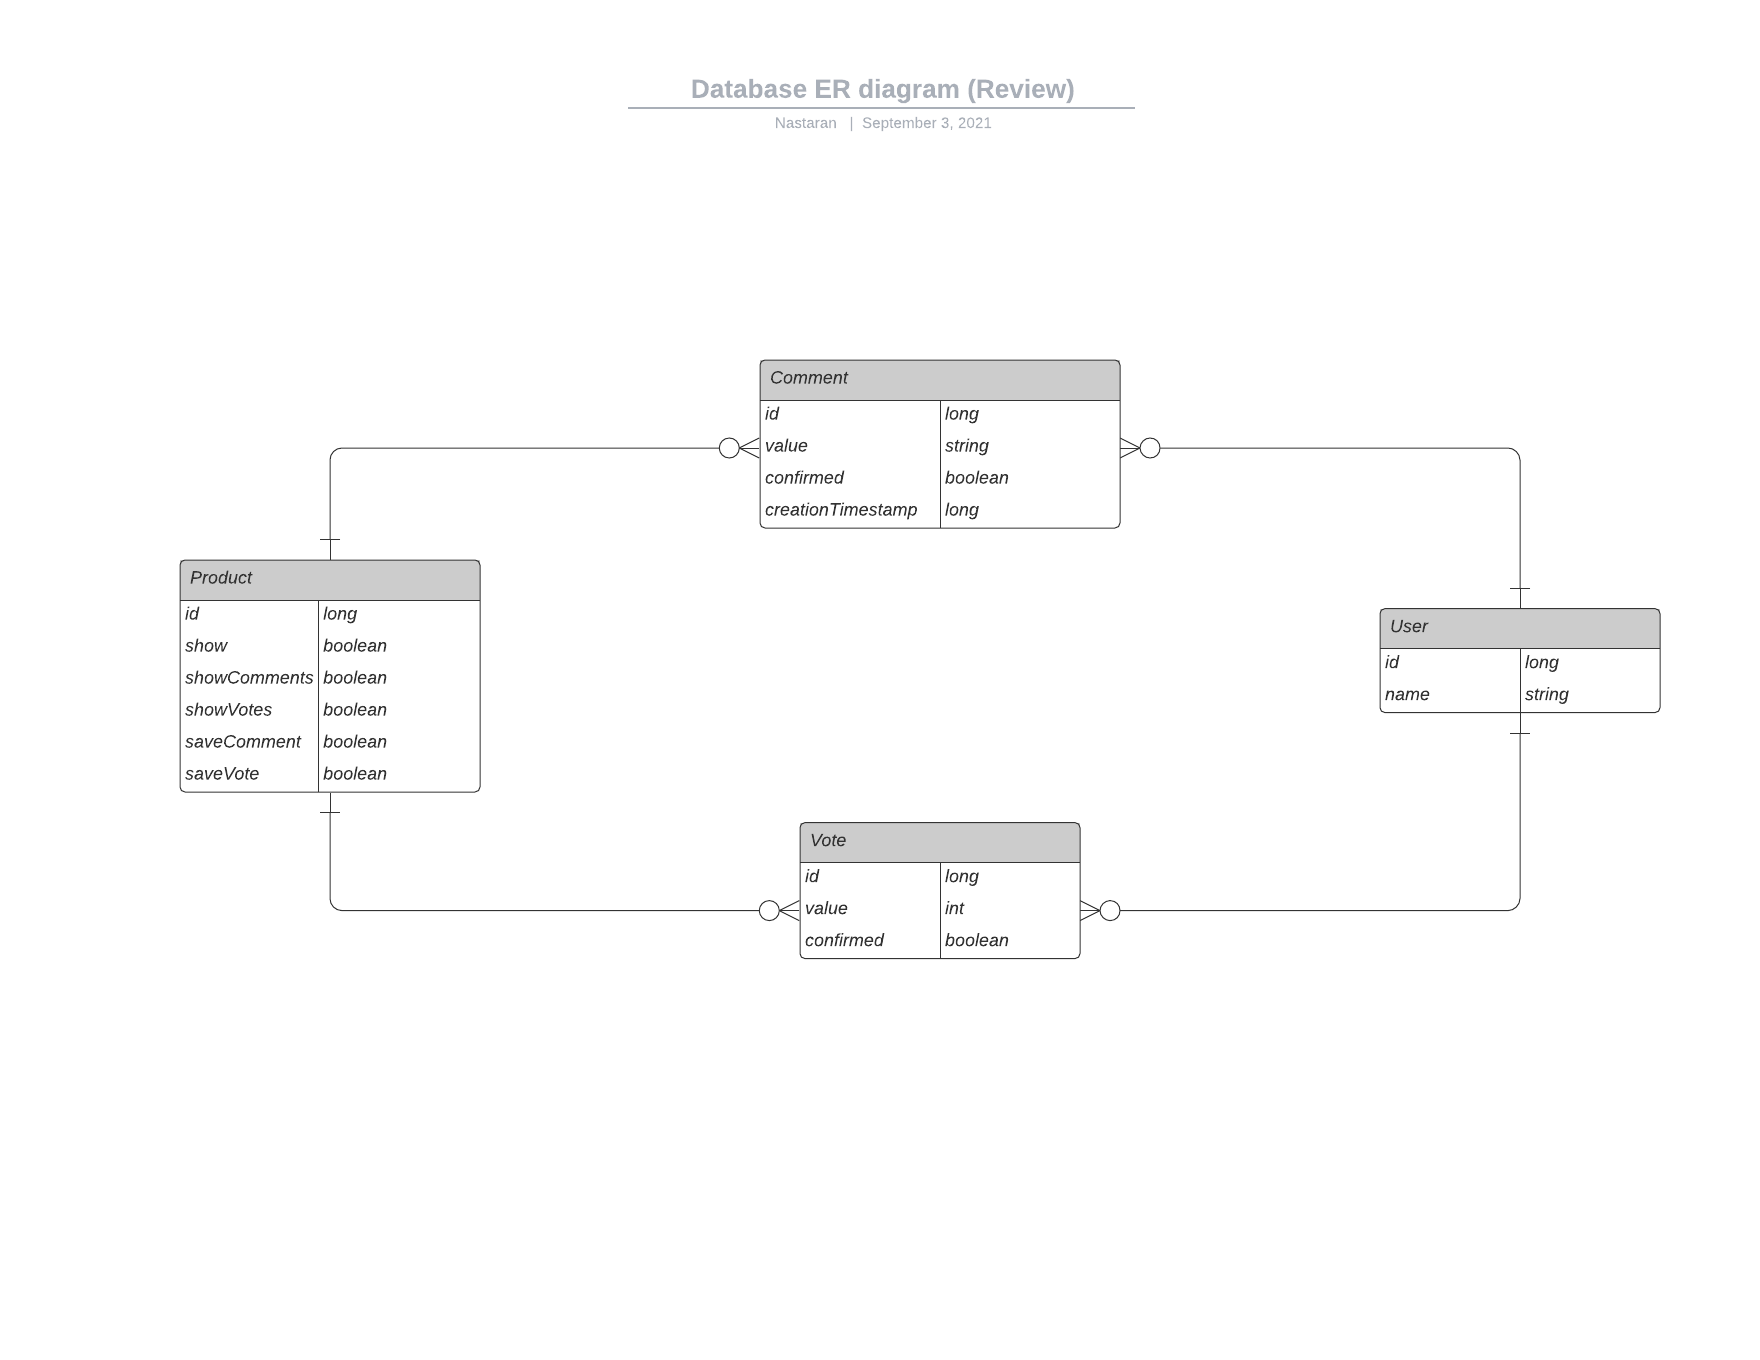 Database ER diagram (Review)
Nastaran | September 3, 2021
Comment
id long
value string
confirmed boolean
creationTimestamp long
Product
id long
show boolean
showComments boolean
showVotes boolean
saveComment boolean
saveVote boolean
User
id long
name string
Vote
id long
value int
confirmed boolean